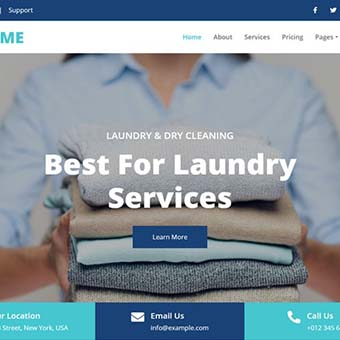 | Support
ME
Home About Services Pricing Pages
LAUNDRY & DRY CLEANING
Best For Laundry
Services
Learn More
r Location
Street, New York, USA
Email Us
info@example.com
Call Us
+012 345 6